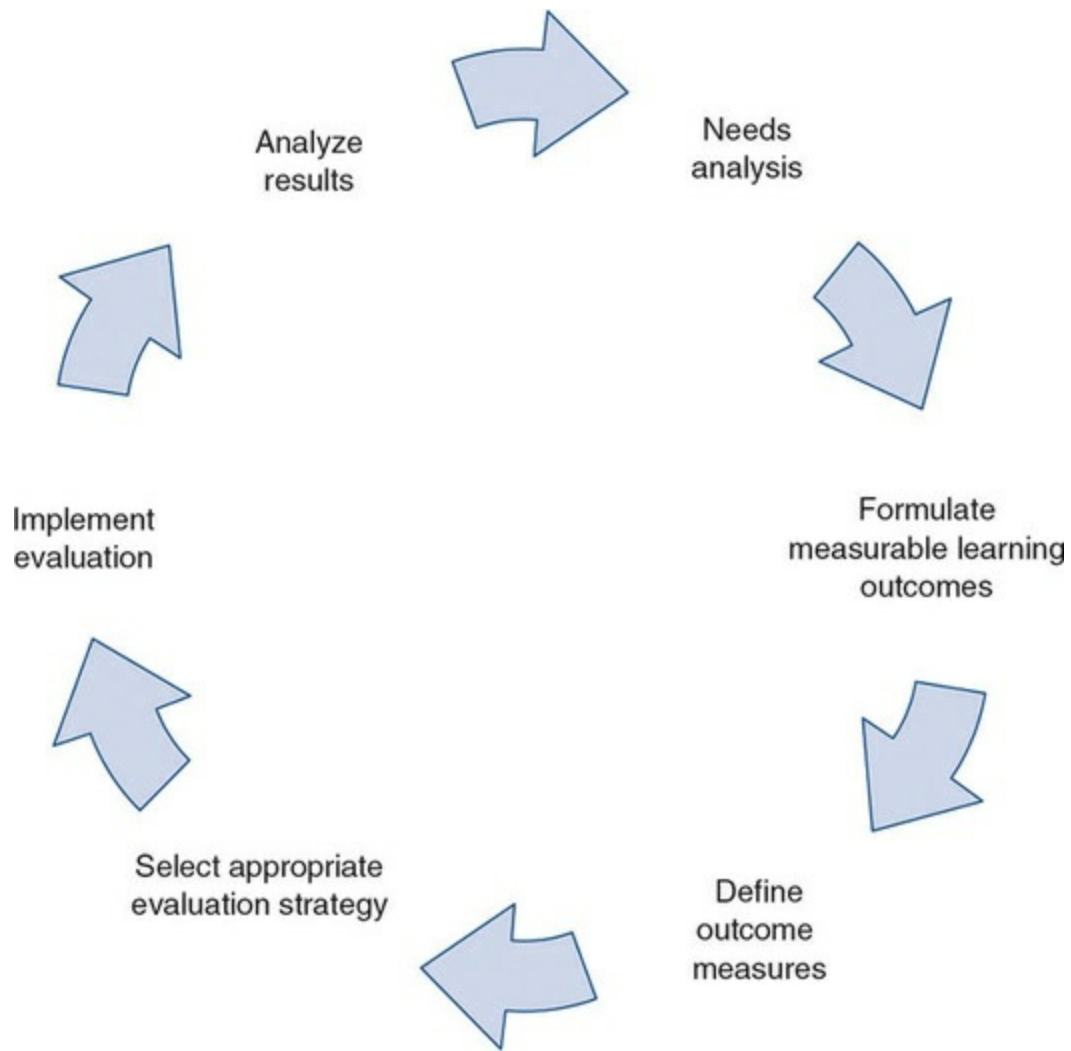 Analyze
results
Needs
analysis
Formulate
measurable learning
outcomes
Define
outcome
measures
Select appropriate
evaluation strategy
Implement
evaluation